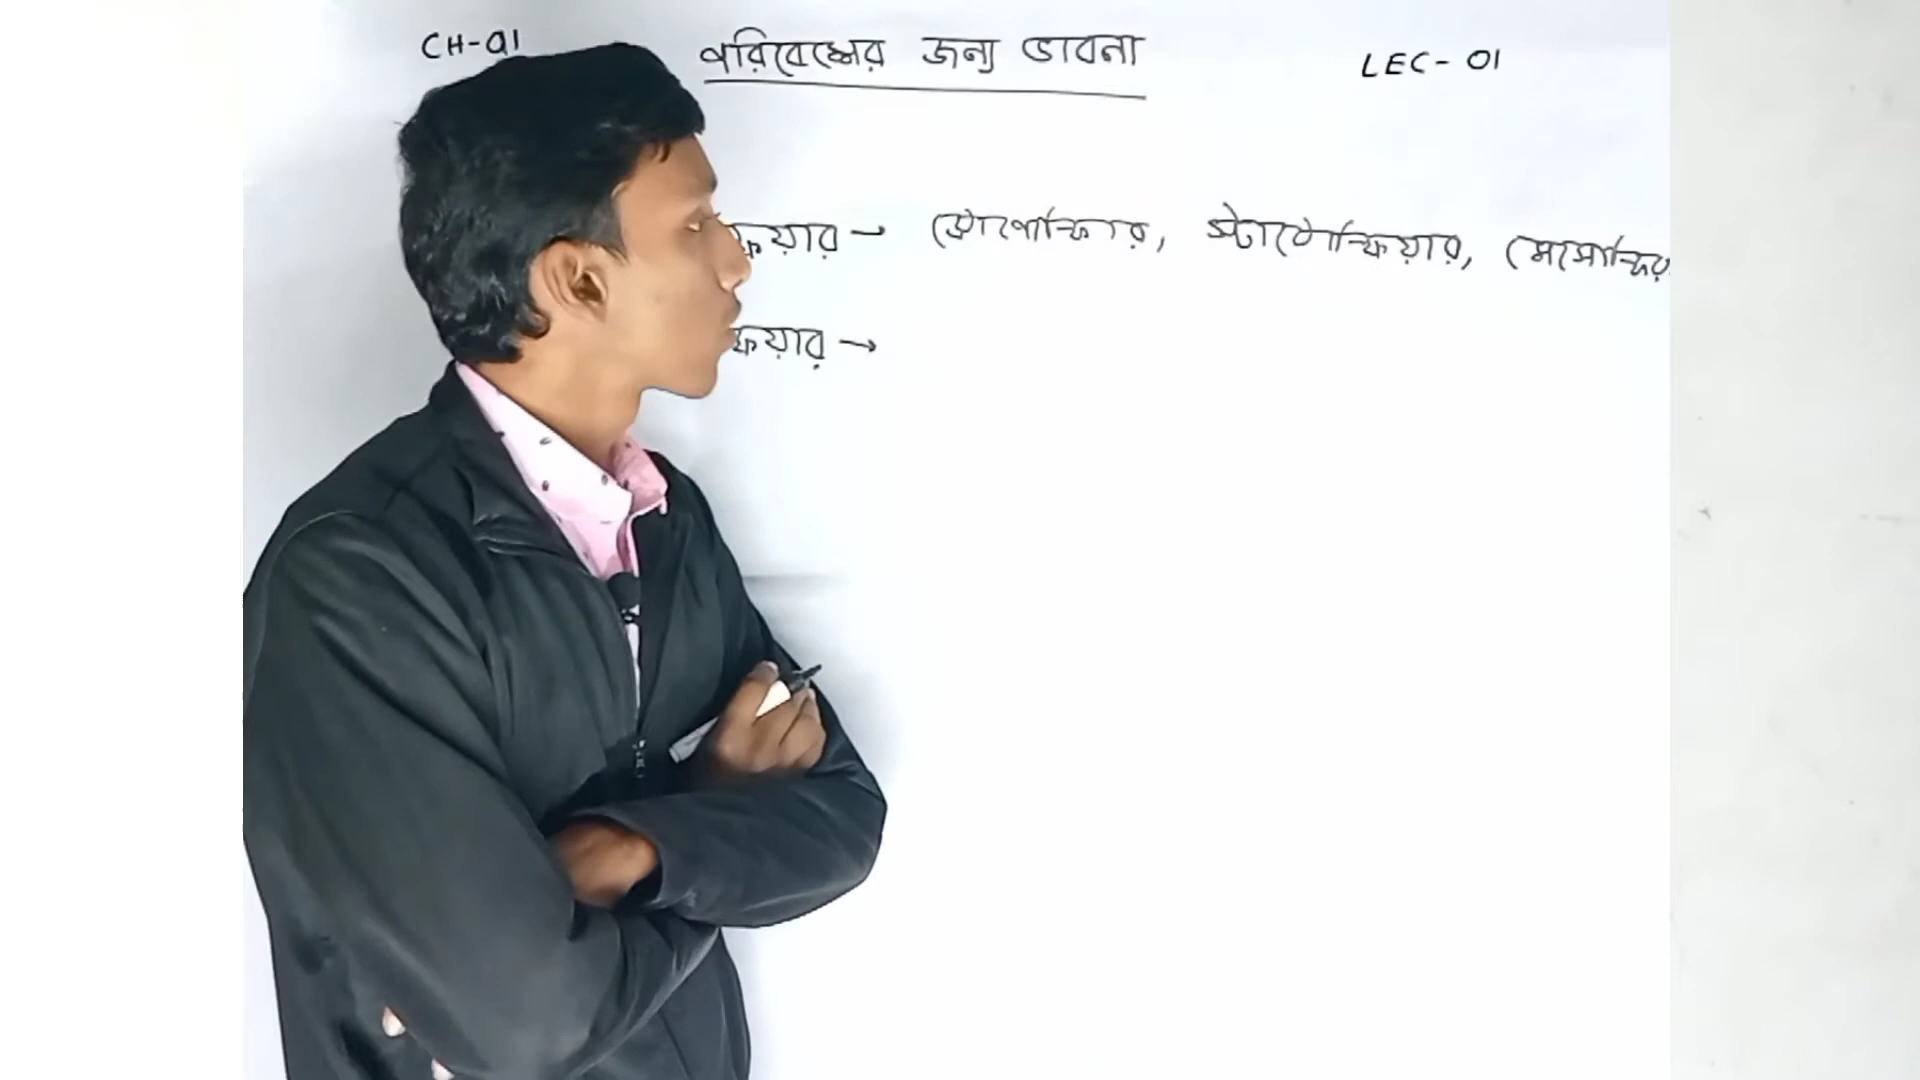 CH-01 পরিবেশের জন্য ভাবনা LEC-01
ফিয়ার → ট্রোপোস্ফিয়ার, স্ট্রাটোস্ফিয়ার, মেসোস্ফিয়
ফিয়ার →